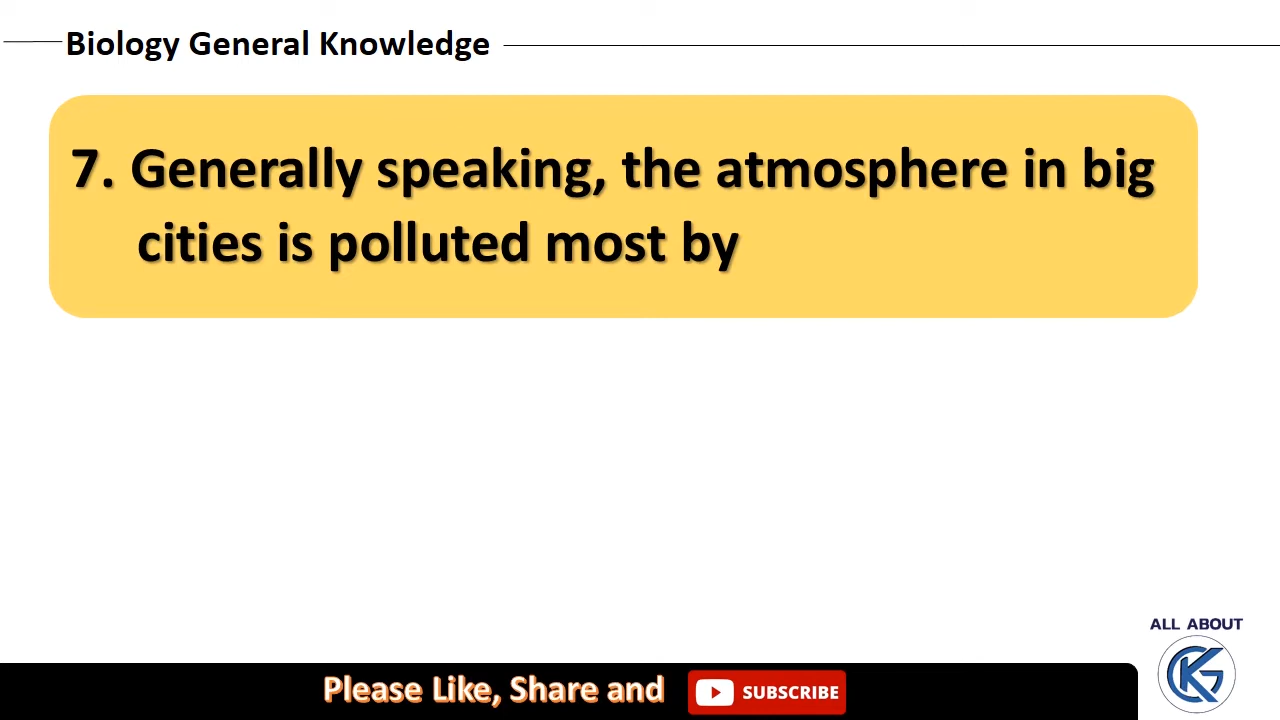 Biology General Knowledge
7. Generally speaking, the atmosphere in big
cities is polluted most by
ALL ABOUT
GK
Please Like, Share and
SUBSCRIBE